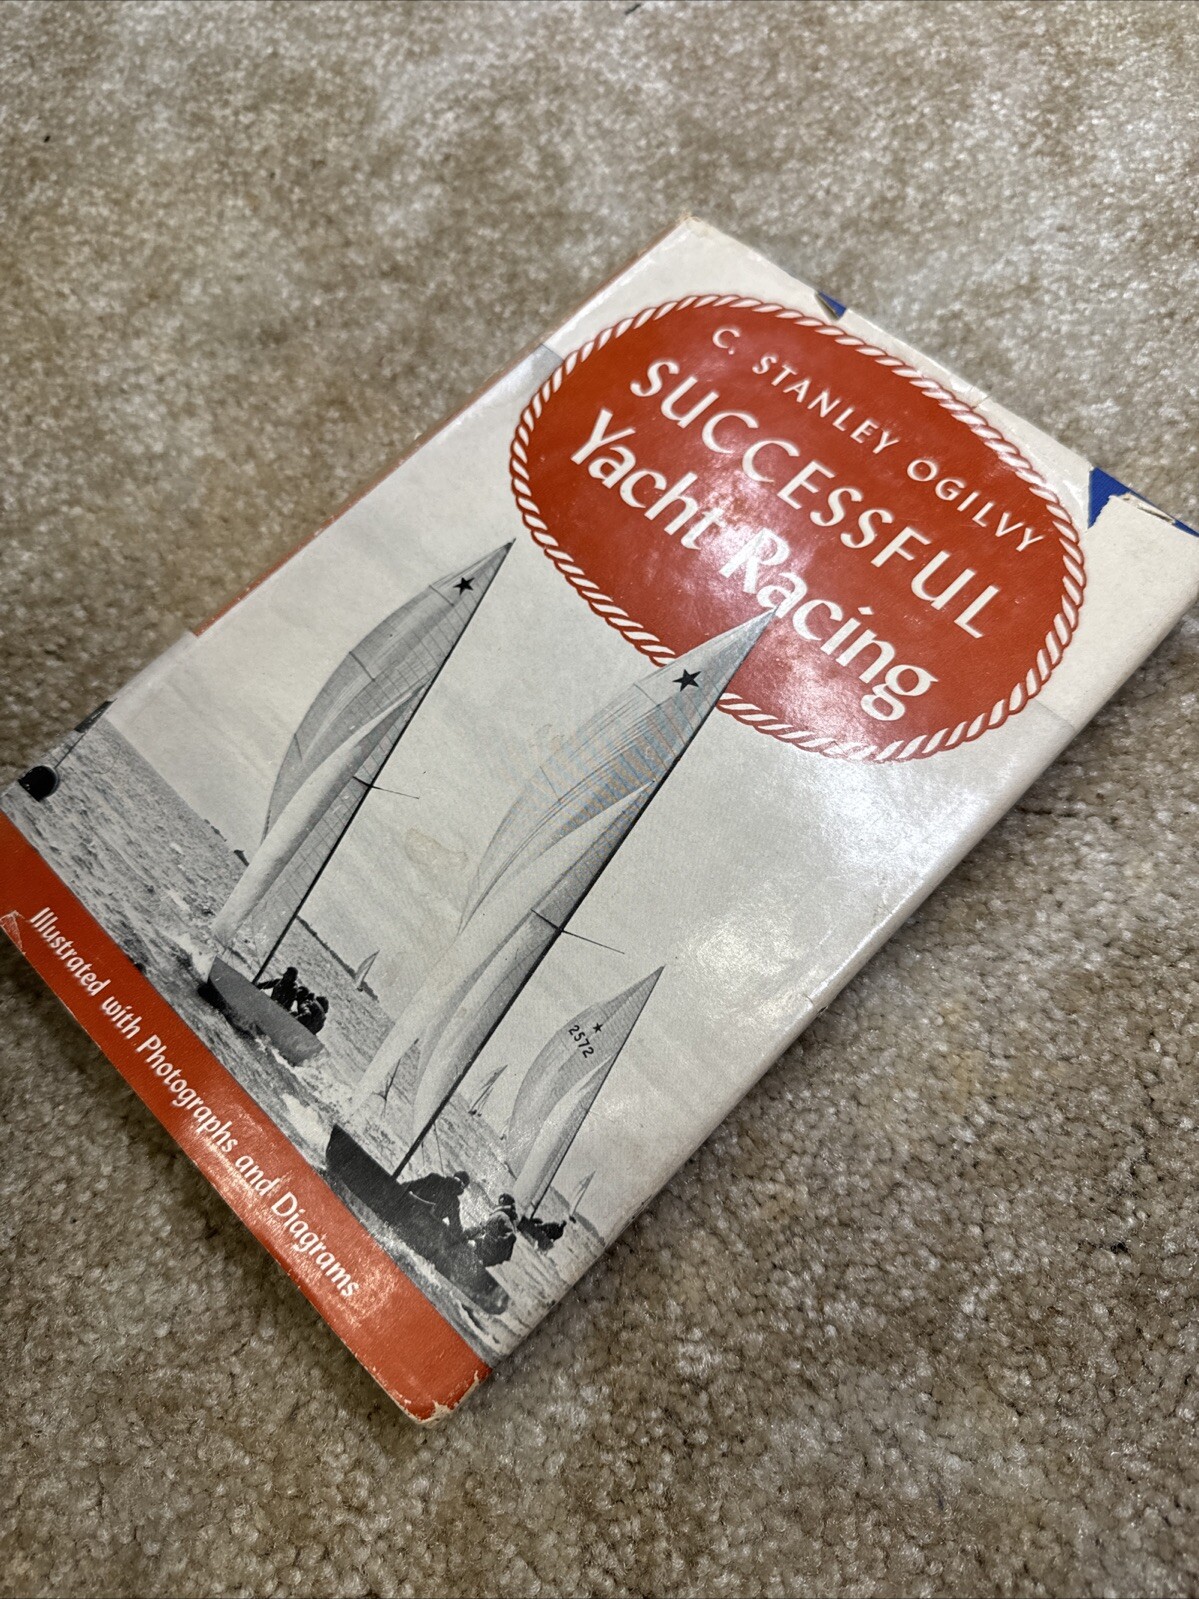 C. STANLEY OGILVY
SUCCESSFUL
Yacht Racing
2572
Illustrated with Photographs and Diagrams